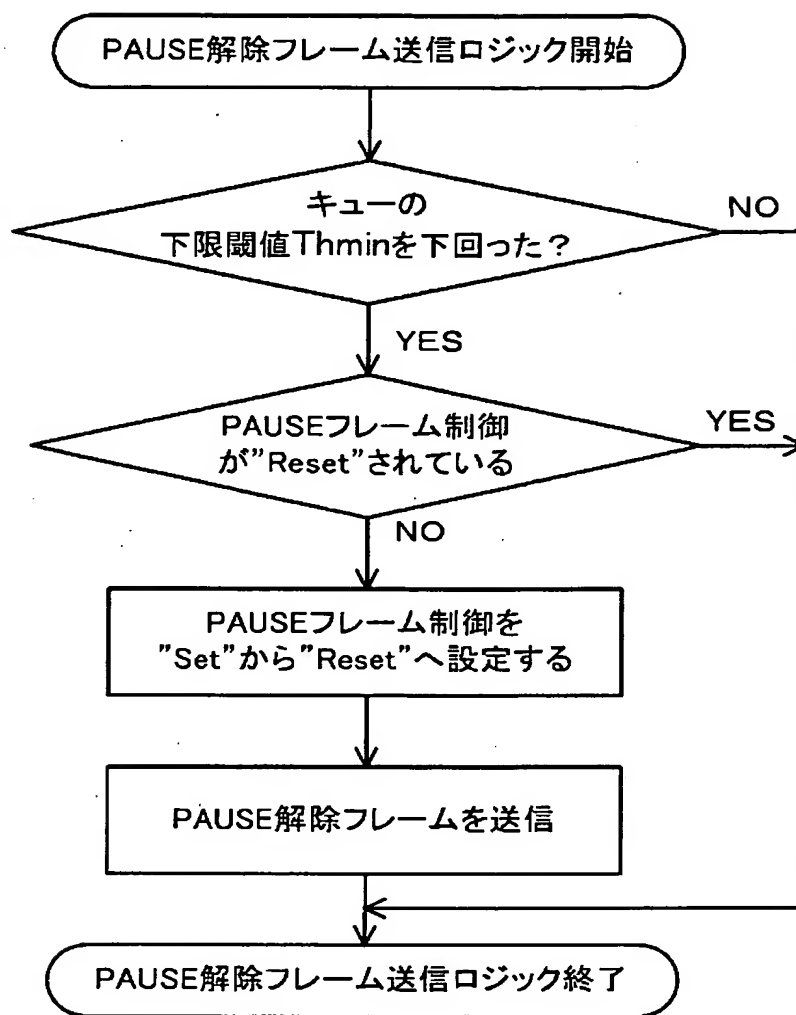 PAUSE解除フレーム送信ロジック開始
キューの
下限閾値Thminを下回った？
NO
YES
PAUSEフレーム制御
が”Reset”されている
YES
NO
PAUSEフレーム制御を
”Set”から”Reset”へ設定する
PAUSE解除フレームを送信
PAUSE解除フレーム送信ロジック終了